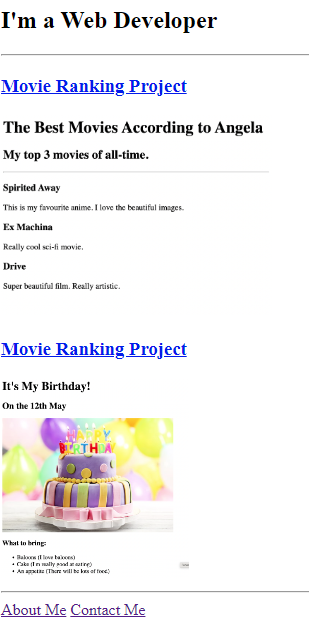 I'm a Web Developer
Movie Ranking Project
The Best Movies According to Angela
My top 3 movies of all-time.
Spirited Away
This is my favourite anime. I love the beautiful images.
Ex Machina
Really cool sci-fi movie.
Drive
Super beautiful film. Really artistic.
Movie Ranking Project
It's My Birthday!
On the 12th May
HAPPY
BIRTHDAY
What to bring:
Baloons (I love baloons)
Cake (I'm really good at eating)
An appetite (There will be lots of food)
About Me Contact Me